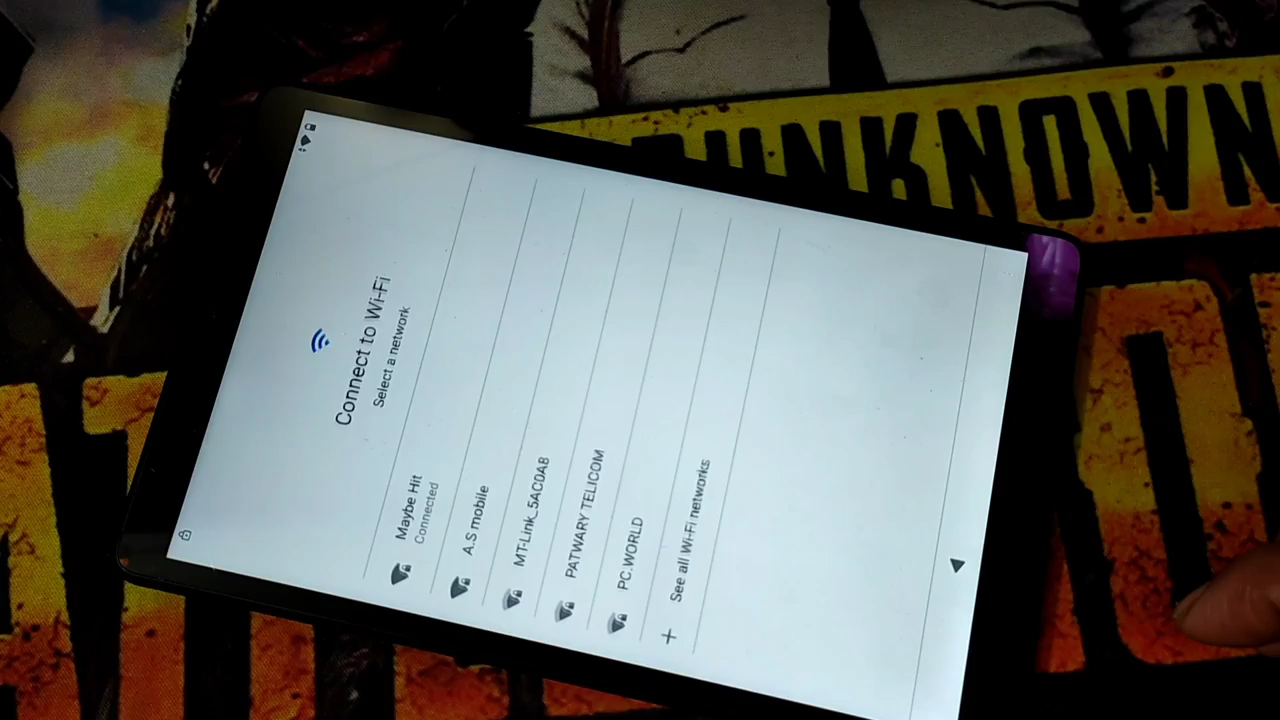 UNKNOWN
Connect to Wi-Fi
Select a network
Maybe Hit
Connected
A.S mobile
MT-Link_5AC0AB
PATWARY TELICOM
PC.WORLD
See all Wi-Fi networks